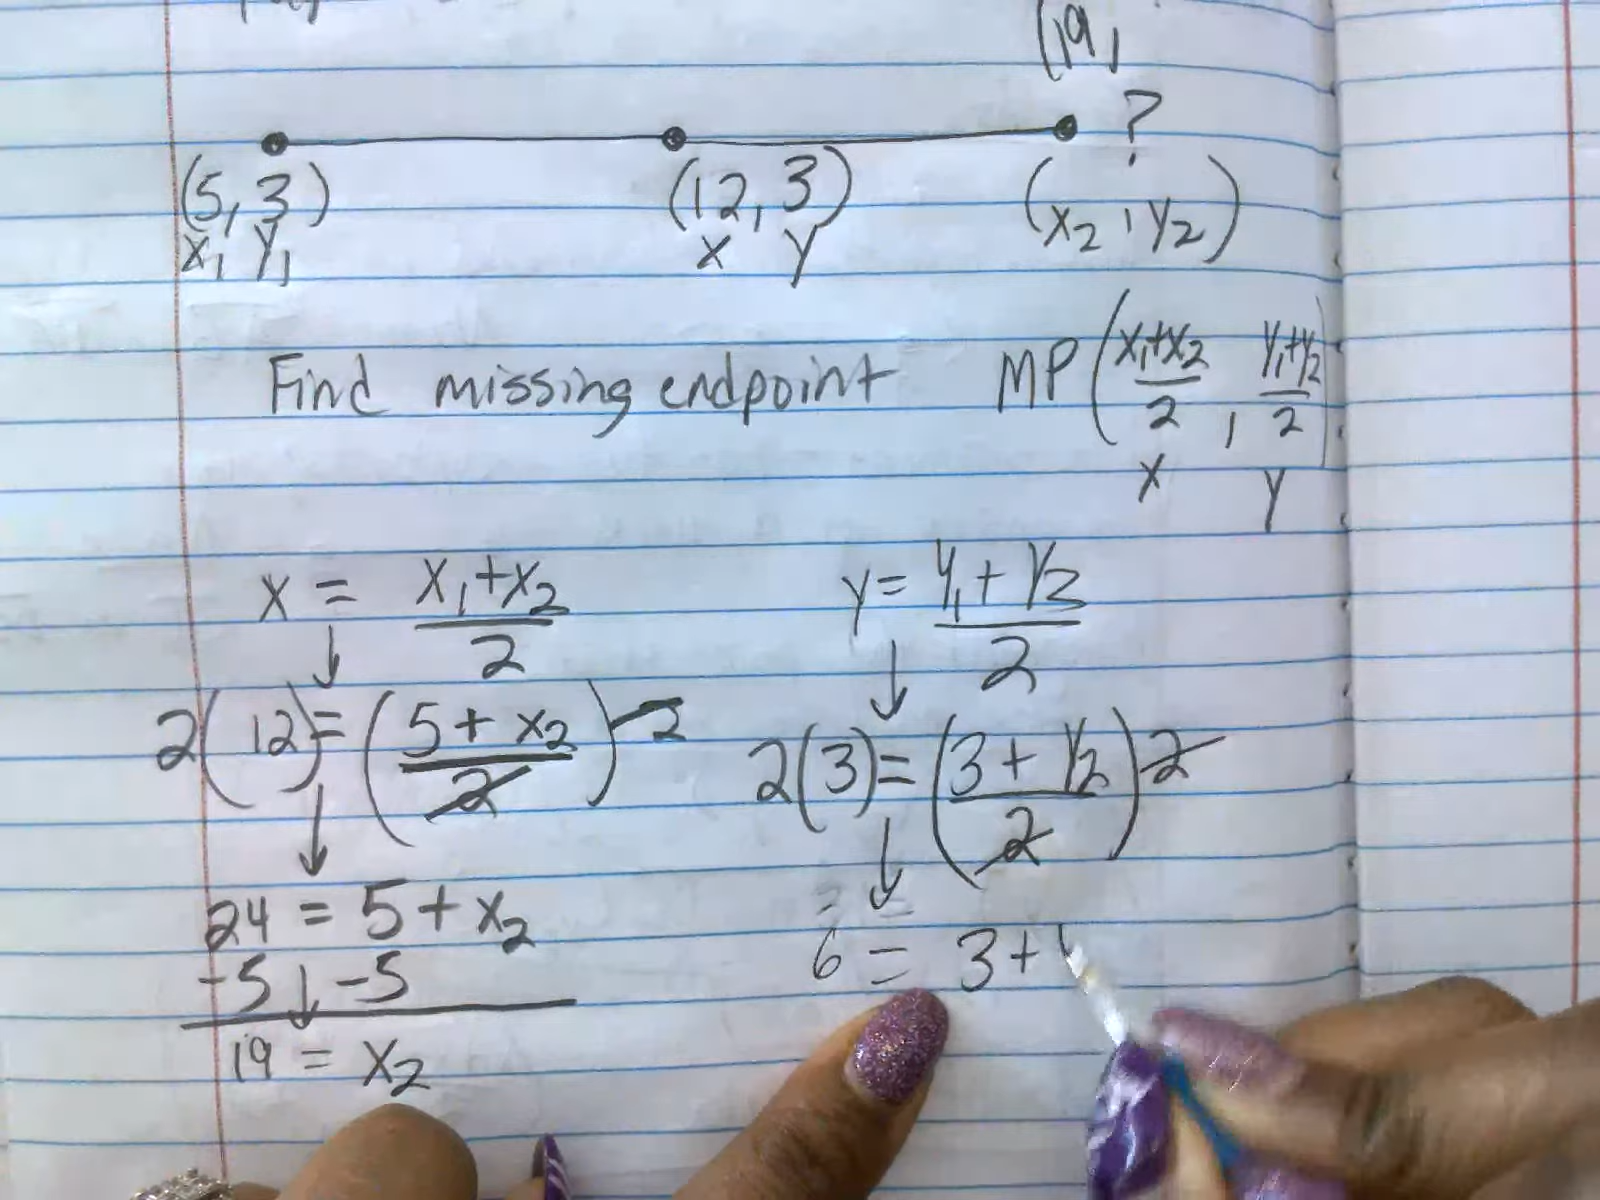 (19,
?
(5, 3) (12, 3) (x₂, y₂)
x₁ y₁ x y
Find missing endpoint MP (x₁+x₂/2, y₁+y₂/2)
x y
x = x₁+x₂/2 y = y₁+y₂/2
2(12) = (5+x₂/2)2 2(3) = (3+y₂/2)2
24 = 5+x₂ 6 = 3+
-5 -5
19 = x₂